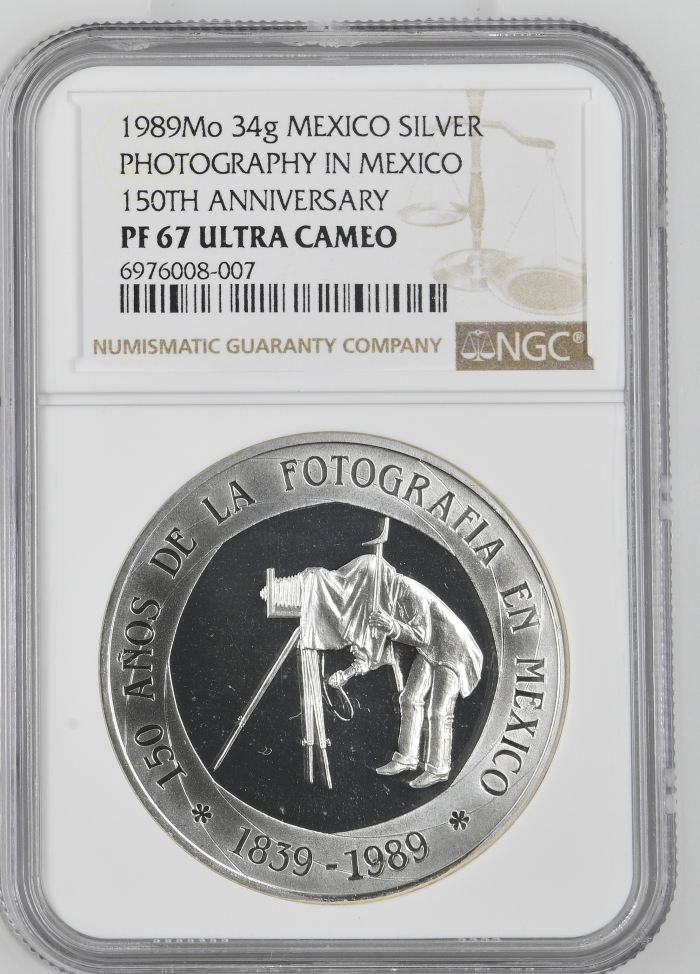 1989Mo 34g MEXICO SILVER
PHOTOGRAPHY IN MEXICO
150TH ANNIVERSARY
PF 67 ULTRA CAMEO
6976008-007
NUMISMATIC GUARANTY COMPANY
NGC®
* 150 AÑOS DE LA FOTOGRAFIA EN MEXICO *
1839-1989